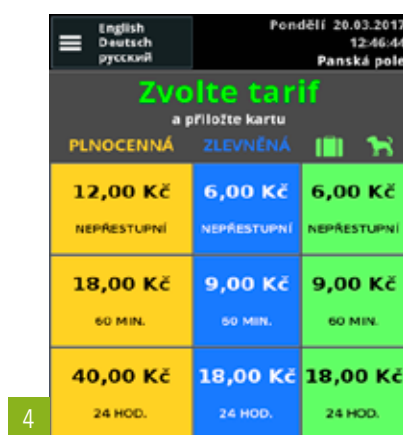 English
Deutsch
русский
Pondělí 20.03.2017
12:46:44
Panská pole
Zvolte tarif
a přiložte kartu
PLNOCENNÁ ZLEVNĚNÁ
12,00 Kč 6,00 Kč 6,00 Kč
NEPŘESTUPNÍ NEPŘESTUPNÍ NEPŘESTUPNÍ
18,00 Kč 9,00 Kč 9,00 Kč
60 MIN. 60 MIN. 60 MIN.
40,00 Kč 18,00 Kč 18,00 Kč
24 HOD. 24 HOD. 24 HOD.
4